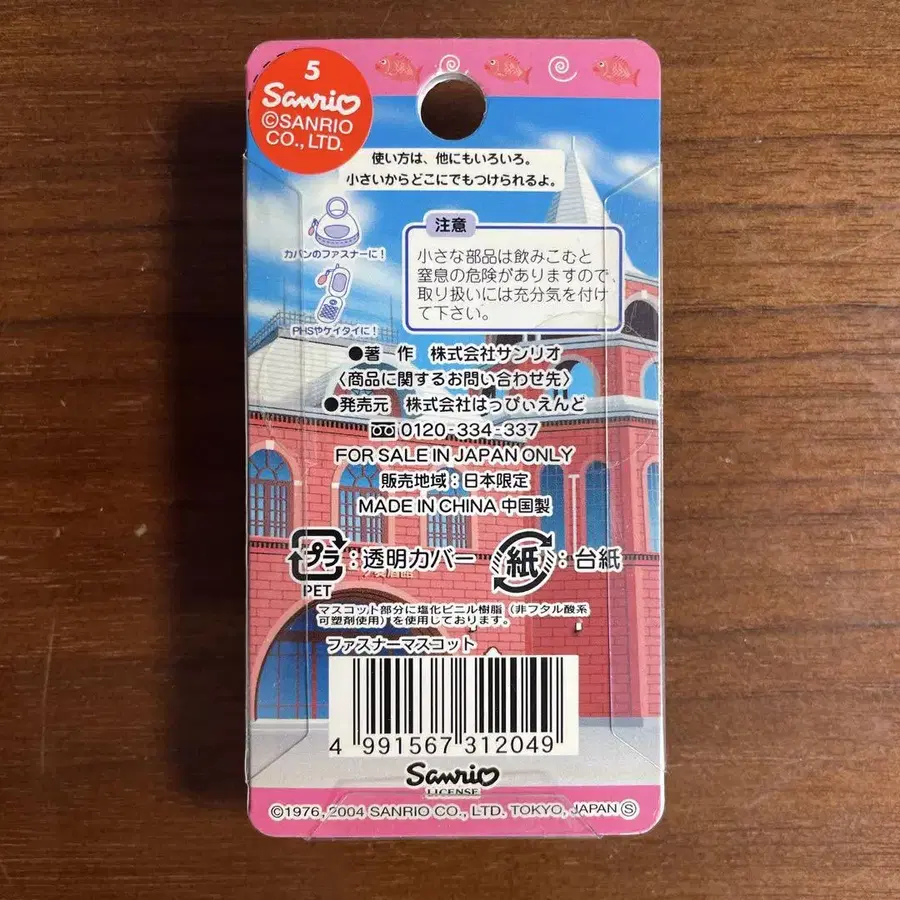 5
Sanrio
©SANRIO
CO., LTD.
使い方は、他にもいろいろ。
小さいからどこにでもつけられるよ。
カバンのファスナーに！
PHSやケイタイに！
注意
小さな部品は飲みこむと
窒息の危険がありますので、
取り扱いには充分気を付け
て下さい。
●著 作 株式会社サンリオ
〈商品に関するお問い合わせ先〉
●発売元 株式会社はっぴぃえんど
0120-334-337
FOR SALE IN JAPAN ONLY
販売地域：日本限定
MADE IN CHINA 中国製
プラ：透明カバー
PET
紙：台紙
マスコット部分に塩化ビニル樹脂（非フタル酸系
可塑剤使用）を使用しております。
ファスナーマスコット
4 991567 312049
Sanrio
LICENSE
©1976, 2004 SANRIO CO., LTD. TOKYO, JAPAN Ⓢ